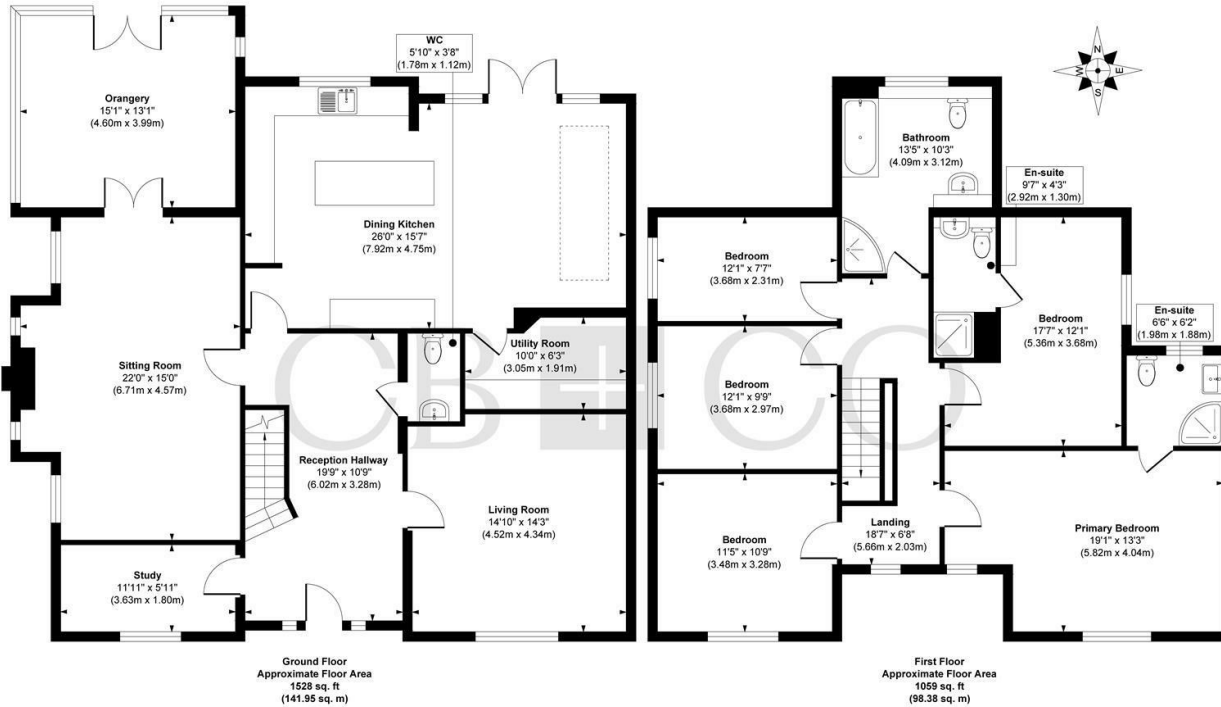 WC
5'10" x 3'8"
(1.78m x 1.12m)
Orangery
15'1" x 13'1"
(4.60m x 3.99m)
Dining Kitchen
26'0" x 15'7"
(7.92m x 4.75m)
Sitting Room
22'0" x 15'0"
(6.71m x 4.57m)
Utility Room
10'0" x 6'3"
(3.05m x 1.91m)
Reception Hallway
19'9" x 10'9"
(6.02m x 3.28m)
Living Room
14'10" x 14'3"
(4.52m x 4.34m)
Study
11'11" x 5'11"
(3.63m x 1.80m)
Ground Floor
Approximate Floor Area
1528 sq. ft
(141.95 sq. m)
N
W
E
S
Bathroom
13'5" x 10'3"
(4.09m x 3.12m)
En-suite
9'7" x 4'3"
(2.92m x 1.30m)
Bedroom
12'1" x 7'7"
(3.68m x 2.31m)
Bedroom
17'7" x 12'1"
(5.36m x 3.68m)
En-suite
6'6" x 6'2"
(1.98m x 1.88m)
Bedroom
12'1" x 9'9"
(3.68m x 2.97m)
Bedroom
11'5" x 10'9"
(3.48m x 3.28m)
Landing
18'7" x 6'8"
(5.66m x 2.03m)
Primary Bedroom
19'1" x 13'3"
(5.82m x 4.04m)
First Floor
Approximate Floor Area
1059 sq. ft
(98.38 sq. m)
CB+CO